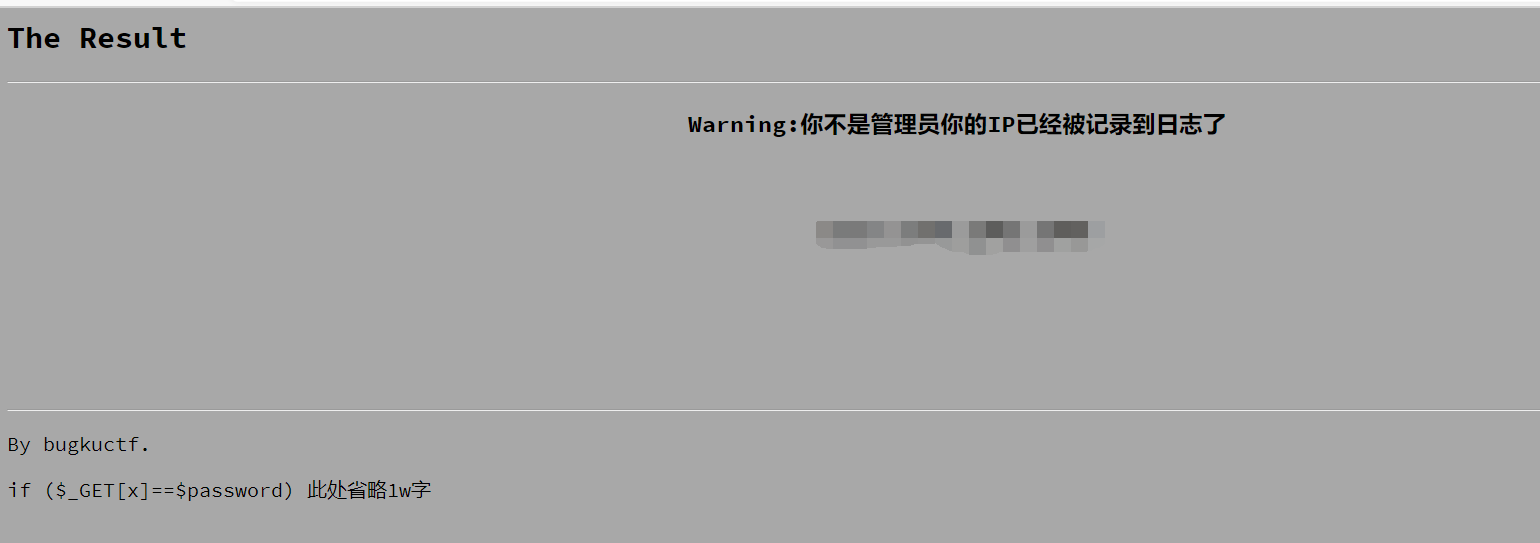 The Result
Warning:你不是管理员你的IP已经被记录到日志了
By bugkuctf.
if ($_GET[x]==$password) 此处省略1w字